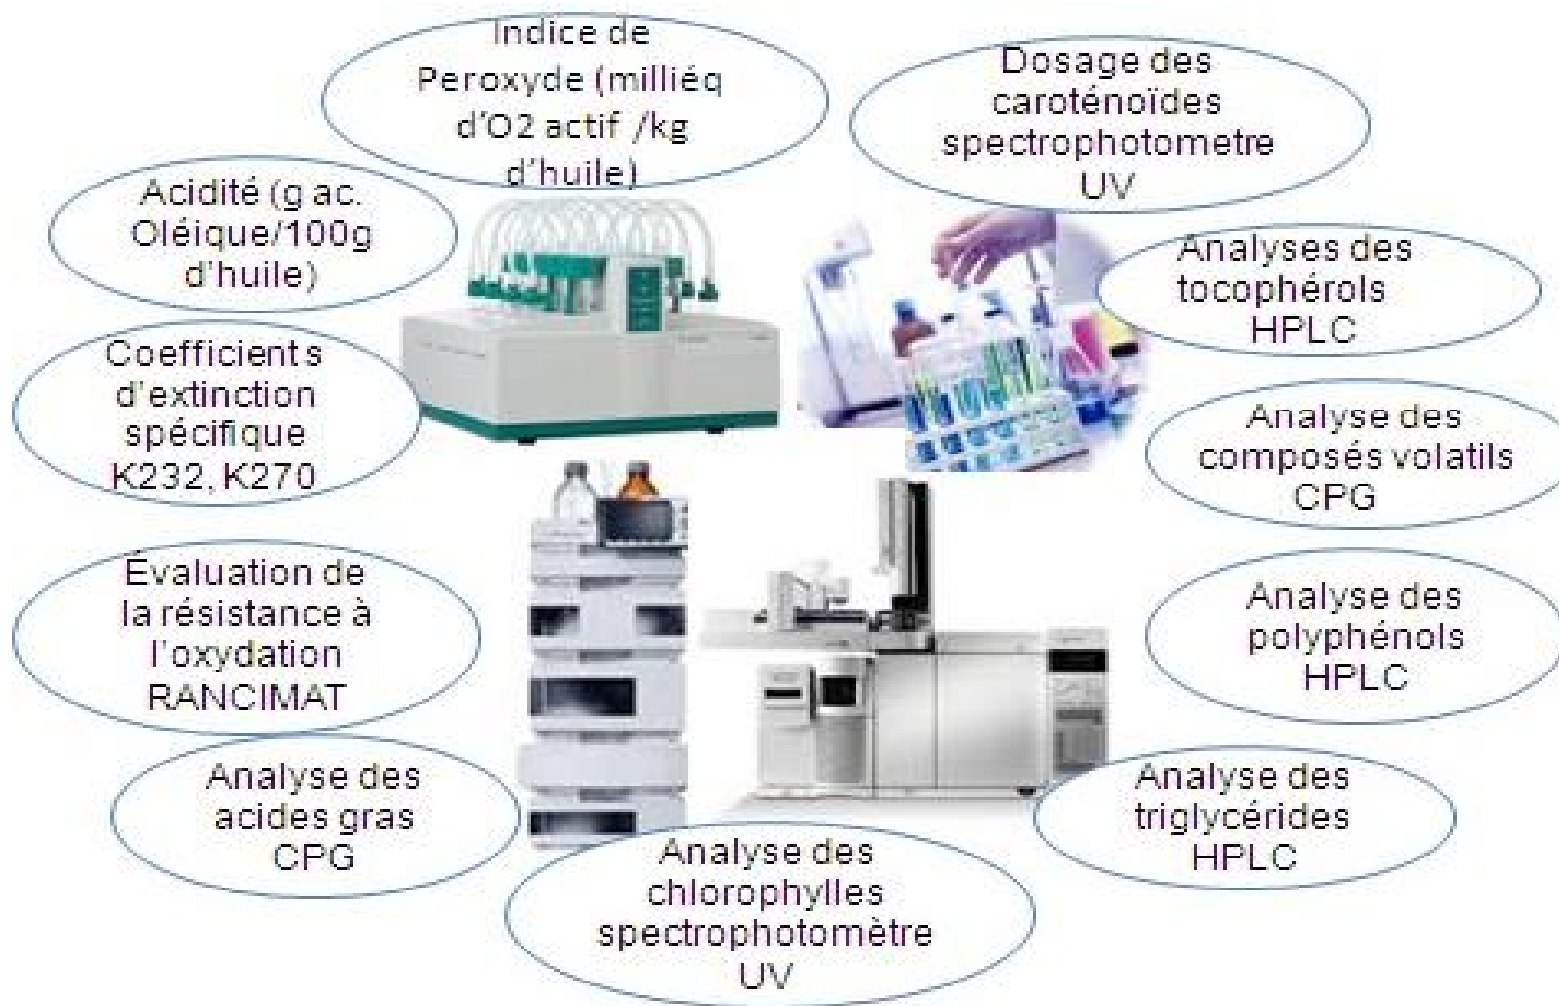 Indice de
Peroxyde (milliéq
d'O2 actif /kg
d'huile)
Dosage des
caroténoïdes
spectrophotometre
UV
Acidité (g ac.
Oléique/100g
d'huile)
Analyses des
tocophérols
HPLC
Coefficients
d'extinction
spécifique
K232, K270
Analyse des
composés volatils
CPG
Évaluation de
la résistance à
l'oxydation
RANCIMAT
Analyse des
polyphénols
HPLC
Analyse des
acides gras
CPG
Analyse des
triglycérides
HPLC
Analyse des
chlorophylles
spectrophotomètre
UV